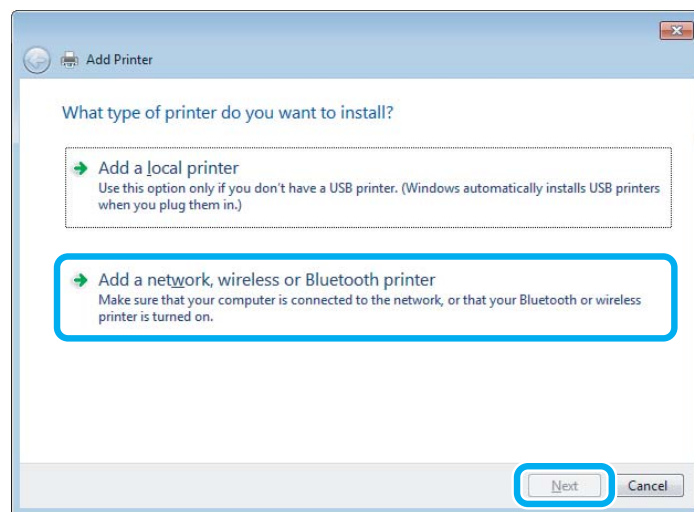 Add Printer
What type of printer do you want to install?
Add a local printer
Use this option only if you don't have a USB printer. (Windows automatically installs USB printers
when you plug them in.)
Add a network, wireless or Bluetooth printer
Make sure that your computer is connected to the network, or that your Bluetooth or wireless
printer is turned on.
Next Cancel